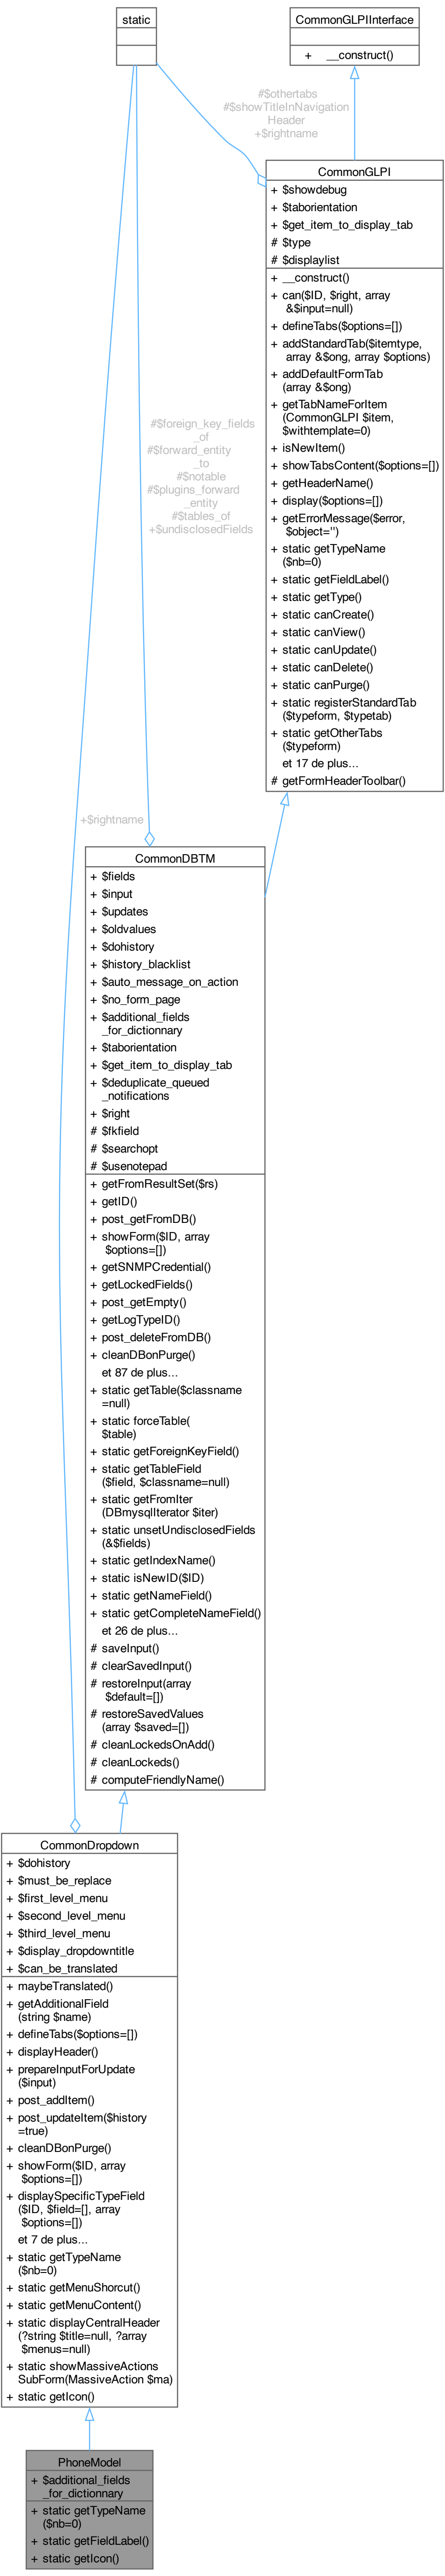 static
CommonGLPIInterface
+ __construct()
#$othertabs
#$showTitleInNavigation
Header
+$rightname
CommonGLPI
+ $showdebug
+ $taborientation
+ $get_item_to_display_tab
# $type
# $displaylist
+ __construct()
+ can($ID, $right, array
&$input=null)
+ defineTabs($options=[])
+ addStandardTab($itemtype,
array &$ong, array $options)
+ addDefaultFormTab
(array &$ong)
+ getTabNameForItem
(CommonGLPI $item,
$withtemplate=0)
+ isNewItem()
+ showTabsContent($options=[])
+ getHeaderName()
+ display($options=[])
+ getErrorMessage($error,
$object='')
+ static getTypeName
($nb=0)
+ static getFieldLabel()
+ static getType()
+ static canCreate()
+ static canView()
+ static canUpdate()
+ static canDelete()
+ static canPurge()
+ static registerStandardTab
($typeform, $typetab)
+ static getOtherTabs
($typeform)
et 17 de plus...
# getFormHeaderToolbar()
#$foreign_key_fields
_of
#$forward_entity
_to
#$notable
#$plugins_forward
_entity
#$tables_of
+$undisclosedFields
+$rightname
CommonDBTM
+ $fields
+ $input
+ $updates
+ $oldvalues
+ $dohistory
+ $history_blacklist
+ $auto_message_on_action
+ $no_form_page
+ $additional_fields
_for_dictionnary
+ $taborientation
+ $get_item_to_display_tab
+ $deduplicate_queued
_notifications
+ $right
# $fkfield
# $searchopt
# $usenotepad
+ getFromResultSet($rs)
+ getID()
+ post_getFromDB()
+ showForm($ID, array
$options=[])
+ getSNMPCredential()
+ getLockedFields()
+ post_getEmpty()
+ getLogTypeID()
+ post_deleteFromDB()
+ cleanDBonPurge()
et 87 de plus...
+ static getTable($classname
=null)
+ static forceTable(
$table)
+ static getForeignKeyField()
+ static getTableField
($field, $classname=null)
+ static getFromIter
(DBmysqlIterator $iter)
+ static unsetUndisclosedFields
(&$fields)
+ static getIndexName()
+ static isNewID($ID)
+ static getNameField()
+ static getCompleteNameField()
et 26 de plus...
# saveInput()
# clearSavedInput()
# restoreInput(array
$default=[])
# restoreSavedValues
(array $saved=[])
# cleanLockedsOnAdd()
# cleanLockeds()
# computeFriendlyName()
CommonDropdown
+ $dohistory
+ $must_be_replace
+ $first_level_menu
+ $second_level_menu
+ $third_level_menu
+ $display_dropdowntitle
+ $can_be_translated
+ maybeTranslated()
+ getAdditionalField
(string $name)
+ defineTabs($options=[])
+ displayHeader()
+ prepareInputForUpdate
($input)
+ post_addItem()
+ post_updateItem($history
=true)
+ cleanDBonPurge()
+ showForm($ID, array
$options=[])
+ displaySpecificTypeField
($ID, $field=[], array
$options=[])
et 7 de plus...
+ static getTypeName
($nb=0)
+ static getMenuShorcut()
+ static getMenuContent()
+ static displayCentralHeader
(?string $title=null, ?array
$menus=null)
+ static showMassiveActions
SubForm(MassiveAction $ma)
+ static getIcon()
PhoneModel
+ $additional_fields
_for_dictionnary
+ static getTypeName
($nb=0)
+ static getFieldLabel()
+ static getIcon()